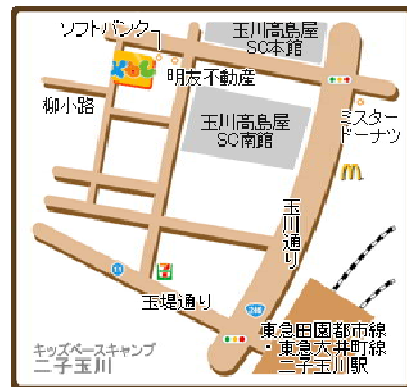 ソフトバンク
玉川高島屋
SC本館
明友不動産
柳小路
玉川高島屋
SC南館
ミスター
ドーナツ
玉川通り
玉堤通り
東急田園都市線
・東急大井町線
二子玉川駅
キッズベースキャンプ
二子玉川